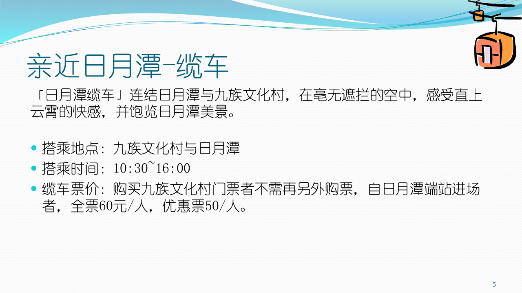 亲近日月潭-缆车
「日月潭缆车」连结日月潭与九族文化村，在毫无遮拦的空中，感受直上
云霄的快感，并饱览日月潭美景。
• 搭乘地点：九族文化村与日月潭
• 搭乘时间：10:30~16:00
• 缆车票价：购买九族文化村门票者不需再另外购票，自日月潭端站进场
者，全票60元/人，优惠票50/人。
5